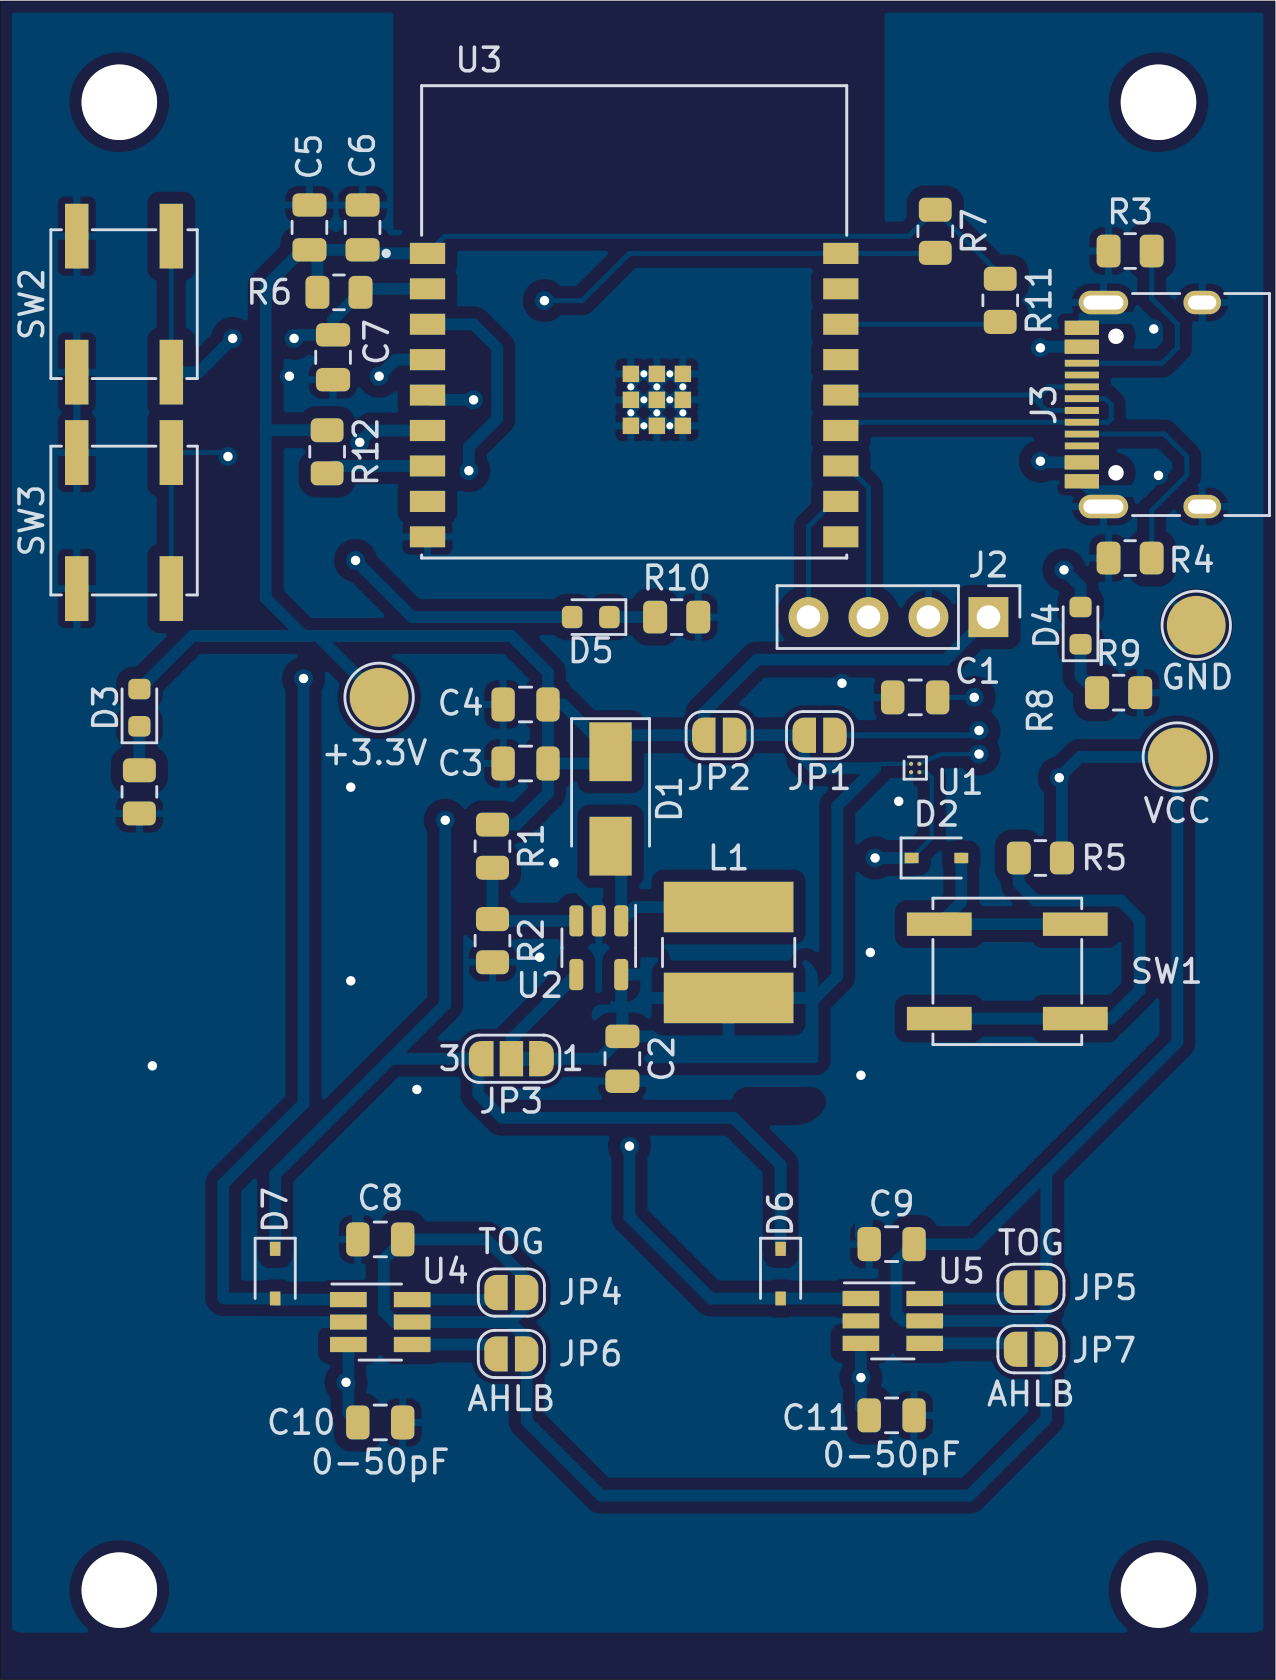 U3
C5
C6
R7
R3
SW2
R6
R11
C7
J3
R12
SW3
R4
R10
J2
D4
D5
R9
GND
C1
D3
C4
R8
+3.3V
C3
JP2
JP1
U1
D1
VCC
D2
R1
L1
R5
R2
SW1
U2
3
1
C2
JP3
D7
C8
D6
C9
TOG
TOG
U4
U5
JP4
JP5
JP6
JP7
AHLB
AHLB
C10
C11
0-50pF
0-50pF